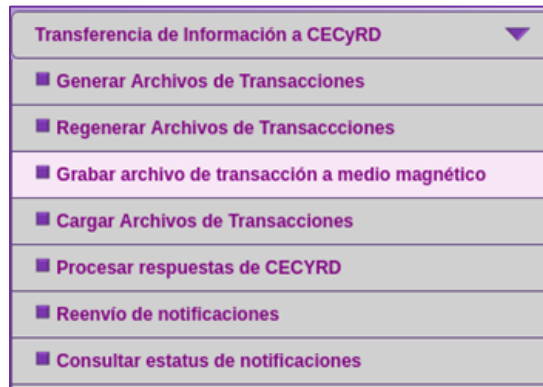 Transferencia de Información a CECyRD
Generar Archivos de Transacciones
Regenerar Archivos de Transaccciones
Grabar archivo de transacción a medio magnético
Cargar Archivos de Transacciones
Procesar respuestas de CECYRD
Reenvío de notificaciones
Consultar estatus de notificaciones